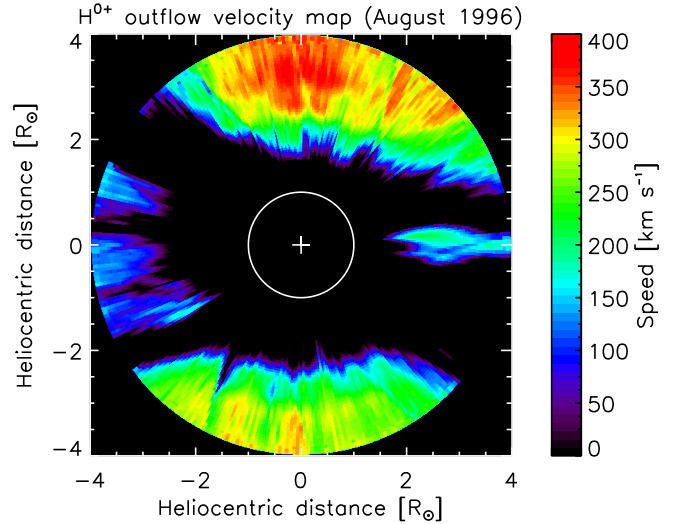 H⁰⁺ outflow velocity map (August 1996)
4
2
0
−2
−4
Heliocentric distance [R☉]
−4 −2 0 2 4
Heliocentric distance [R☉]
400
350
300
250
200
150
100
50
0
Speed [km s⁻¹]